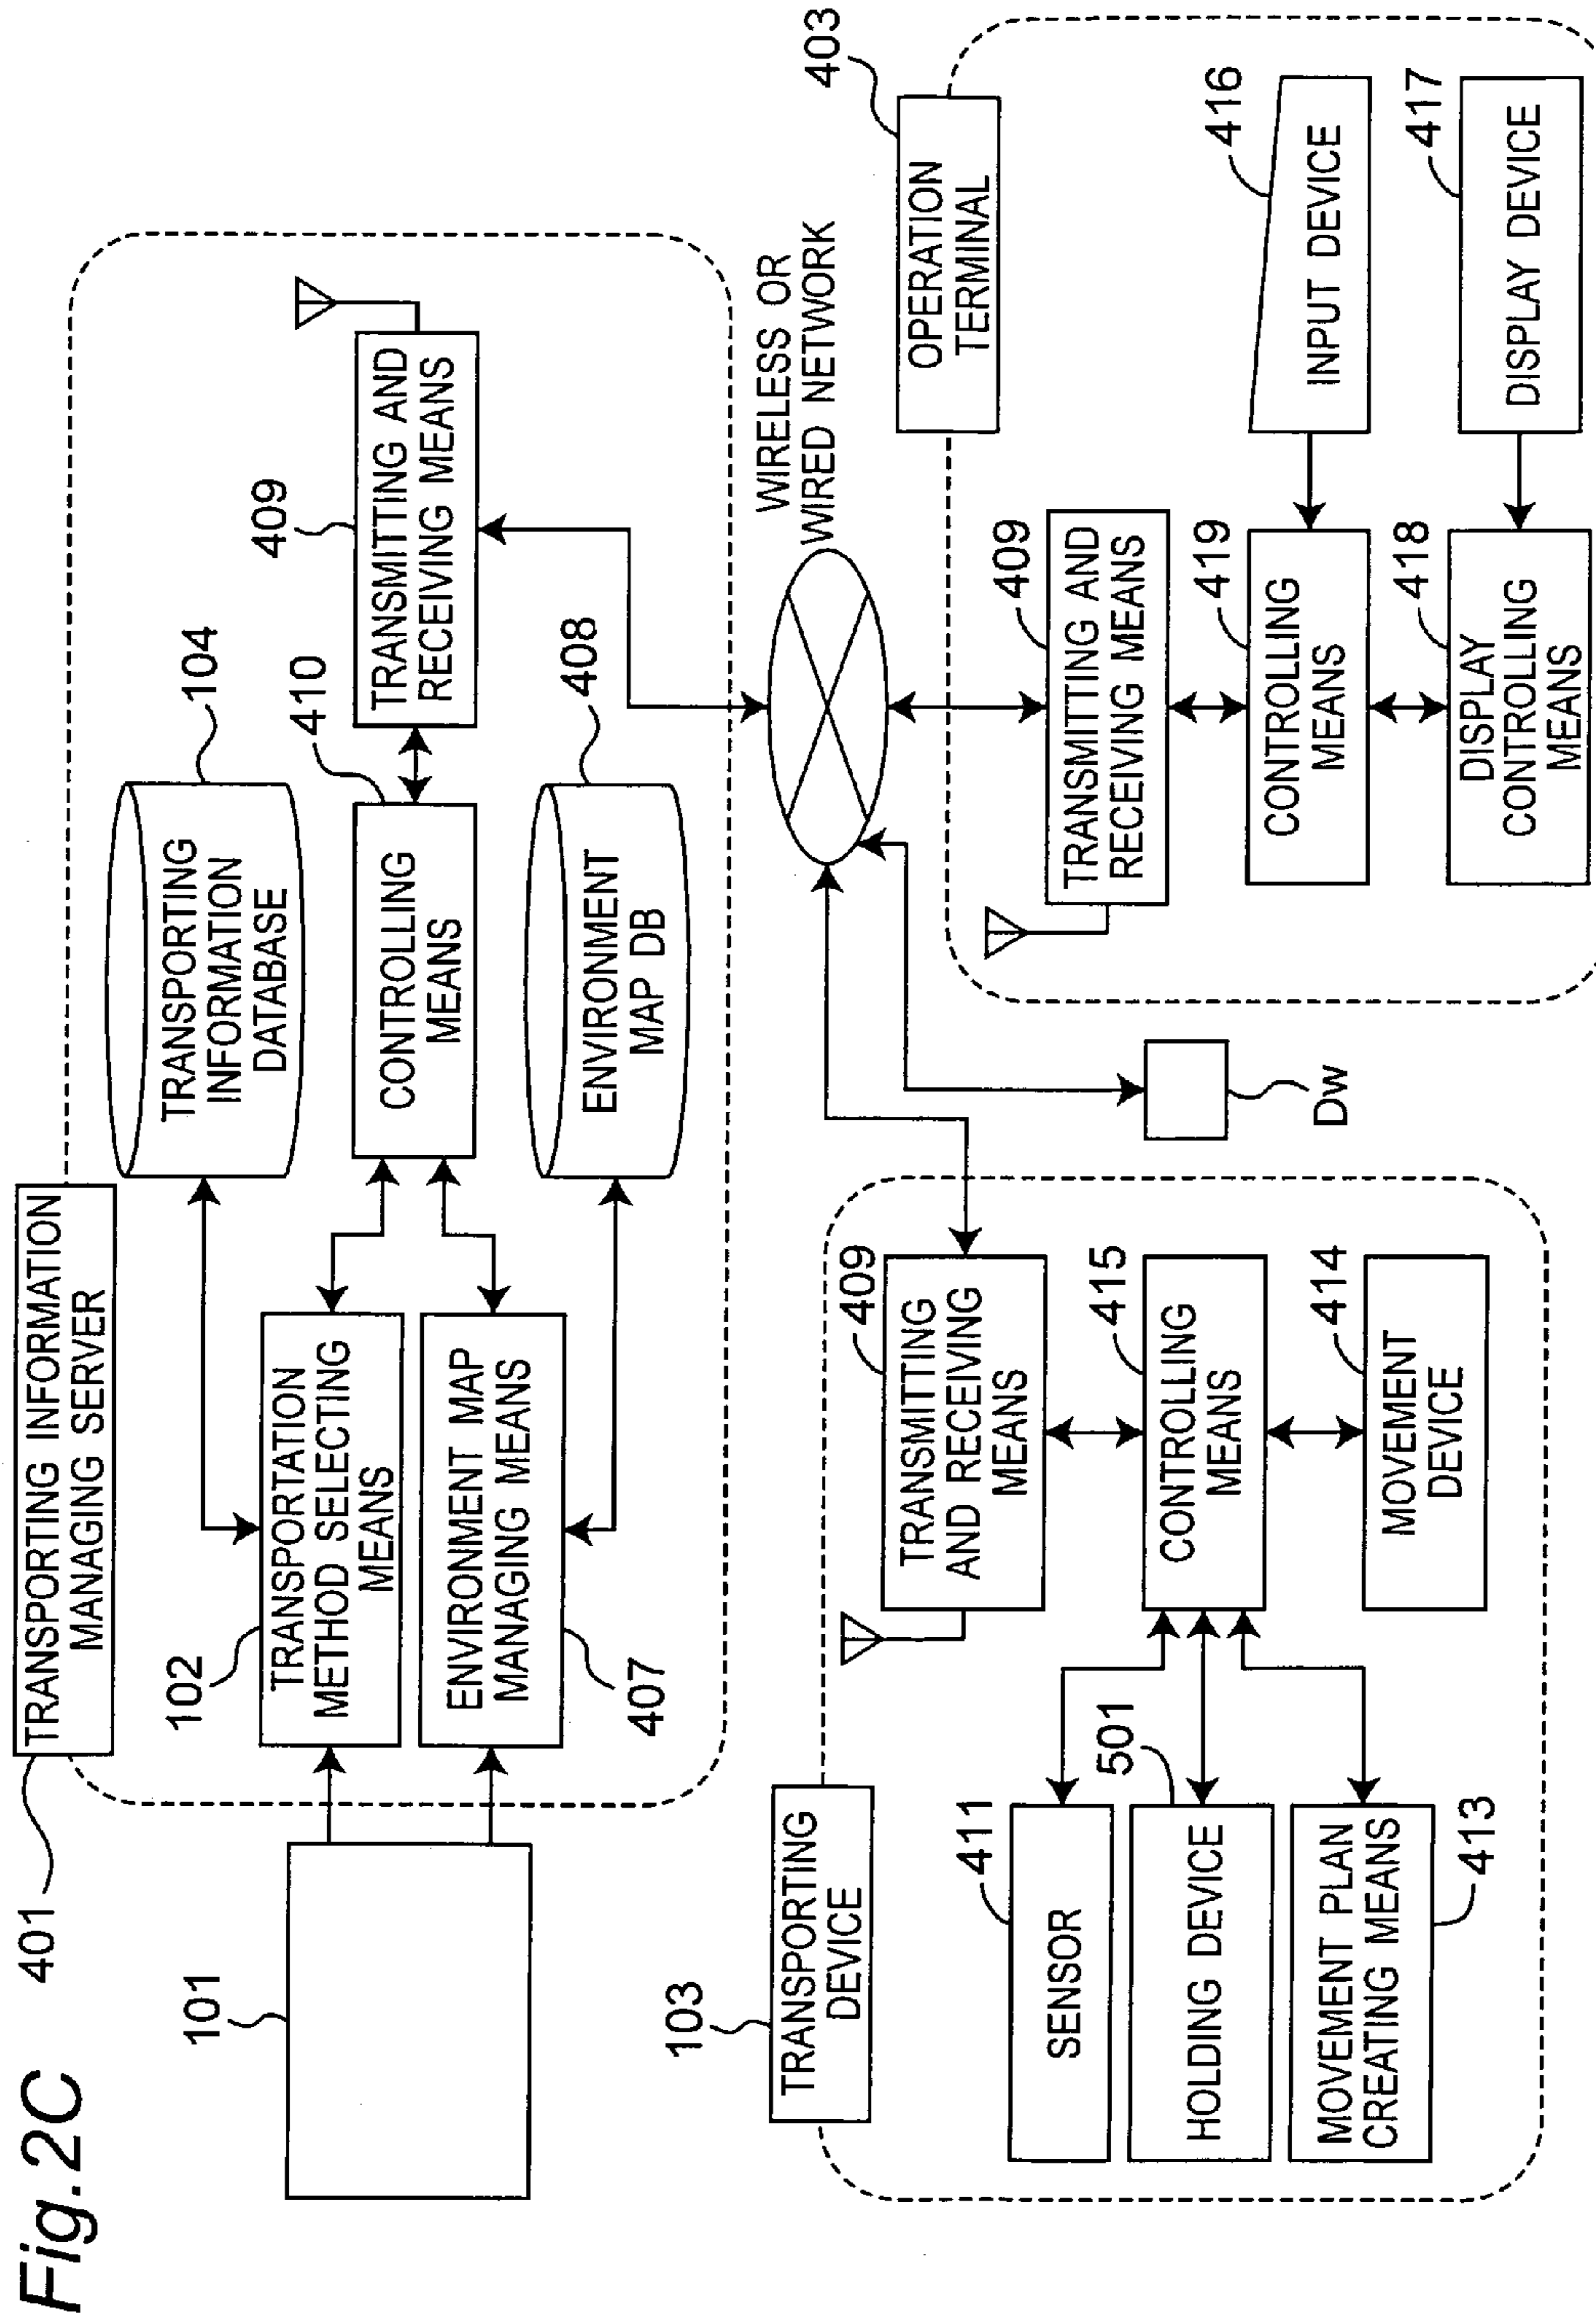 Fig.2C
401
TRANSPORTING INFORMATION
MANAGING SERVER
101
102
TRANSPORTATION
METHOD SELECTING
MEANS
ENVIRONMENT MAP
MANAGING MEANS
407
104
TRANSPORTING
INFORMATION
DATABASE
410
CONTROLLING
MEANS
408
ENVIRONMENT
MAP DB
409
TRANSMITTING AND
RECEIVING MEANS
WIRELESS OR
WIRED NETWORK
103
TRANSPORTING
DEVICE
411
SENSOR
501
HOLDING DEVICE
MOVEMENT PLAN
CREATING MEANS
413
409
TRANSMITTING
AND RECEIVING
MEANS
415
CONTROLLING
MEANS
414
MOVEMENT
DEVICE
Dw
403
OPERATION
TERMINAL
409
TRANSMITTING AND
RECEIVING MEANS
419
CONTROLLING
MEANS
418
DISPLAY
CONTROLLING
MEANS
416
INPUT DEVICE
417
DISPLAY DEVICE